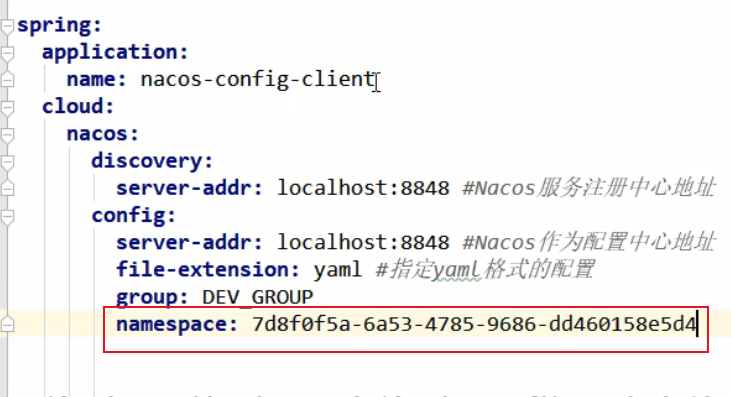 spring:
application:
name: nacos-config-client
cloud:
nacos:
discovery:
server-addr: localhost:8848 #Nacos服务注册中心地址
config:
server-addr: localhost:8848 #Nacos作为配置中心地址
file-extension: yaml #指定yaml格式的配置
group: DEV_GROUP
namespace: 7d8f0f5a-6a53-4785-9686-dd460158e5d4